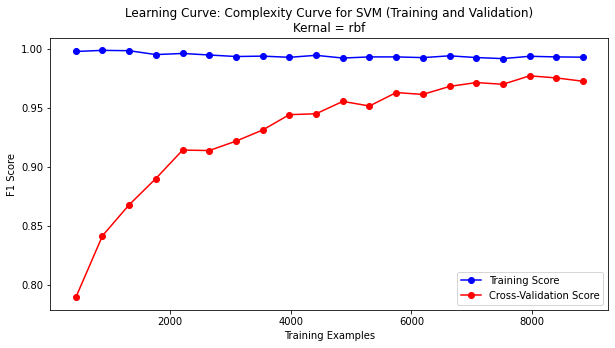 Learning Curve: Complexity Curve for SVM (Training and Validation)
Kernal = rbf
F1 Score
1.00
0.95
0.90
0.85
0.80
Training Score
Cross-Validation Score
2000
4000
6000
8000
Training Examples